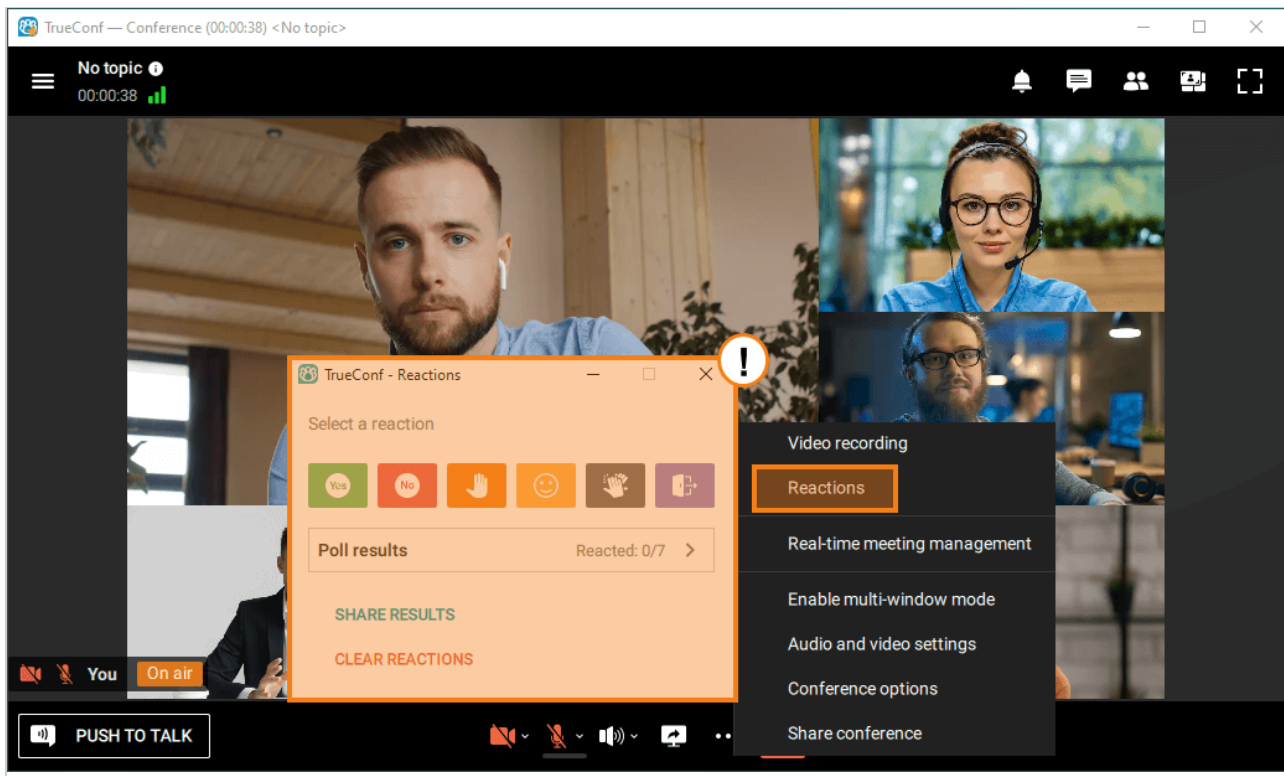 TrueConf — Conference (00:00:38) <No topic>
No topic
00:00:38
!
TrueConf - Reactions
Select a reaction
Yes
No
Poll results
Reacted: 0/7
SHARE RESULTS
CLEAR REACTIONS
Video recording
Reactions
Real-time meeting management
Enable multi-window mode
Audio and video settings
Conference options
Share conference
You
On air
PUSH TO TALK